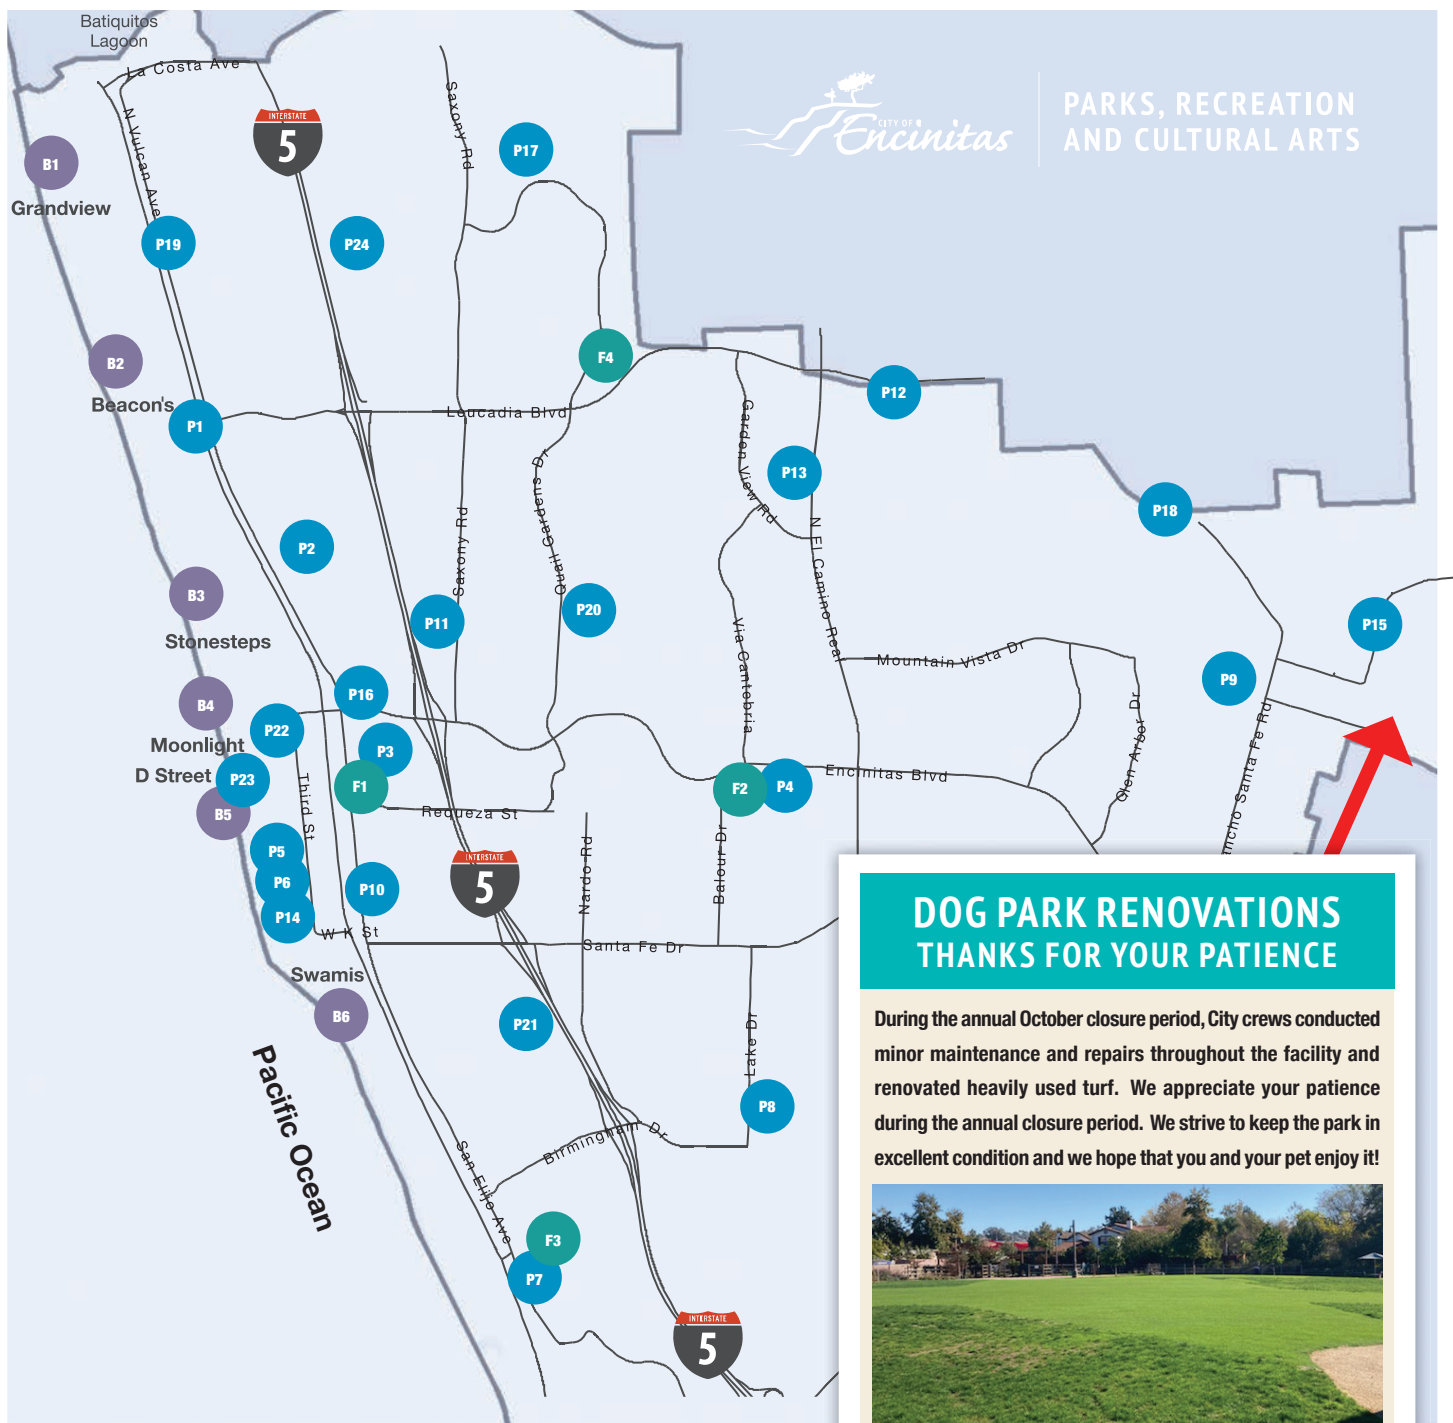 Batiquitos
Lagoon
La Costa Ave
N Vulcan Ave
Saxony Rd
INTERSTATE
5
CITY OF
Encinitas
PARKS, RECREATION
AND CULTURAL ARTS
B1
Grandview
P17
P19
P24
B2
Beacon's
F4
P12
P1
Leucadia Blvd
Garden View Rd
P13
Quail Gardens Dr
P18
N El Camino Real
P2
Saxony Rd
B3
Stonesteps
P11
P20
Via Cantebria
P15
Mountain Vista Dr
P9
P16
B4
Moonlight
P22
P3
Glen Arbor Dr
ancho Santa Fe Rd
D Street
P23
F1
F2
P4
Encinitas Blvd
B5
Third St
Requeza St
P5
P6
P14
P10
INTERSTATE
5
Nardo Rd
Balour Dr
W K St
Santa Fe Dr
Swamis
B6
P21
Lake Dr
P8
Pacific Ocean
Birmingham Dr
San Elijo Ave
F3
P7
INTERSTATE
5
DOG PARK RENOVATIONS
THANKS FOR YOUR PATIENCE
During the annual October closure period, City crews conducted
minor maintenance and repairs throughout the facility and
renovated heavily used turf. We appreciate your patience
during the annual closure period. We strive to keep the park in
excellent condition and we hope that you and your pet enjoy it!